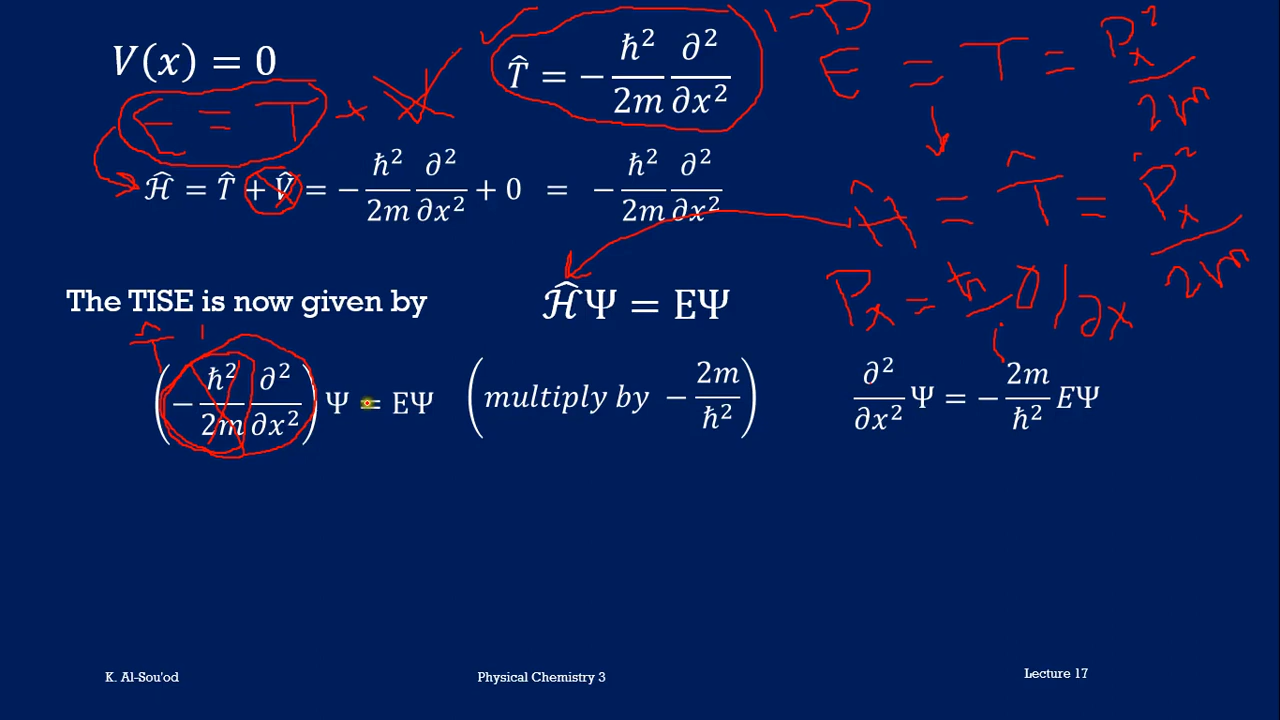 V(x) = 0
T̂ = −ħ²/2m ∂²/∂x²
1-D
E = T = Pₓ²/2m
E = T + V
Ĥ = T̂ + V̂ = −ħ²/2m ∂²/∂x² + 0 = −ħ²/2m ∂²/∂x²
Ĥ = T̂ = P̂ₓ²/2m
The TISE is now given by
ĤΨ = EΨ
Pₓ = ħ/i ∂/∂x
T̂
(−ħ²/2m ∂²/∂x²) Ψ = EΨ
(multiply by −2m/ħ²)
∂²/∂x² Ψ = −2m/ħ² EΨ
K. Al-Sou'od
Physical Chemistry 3
Lecture 17